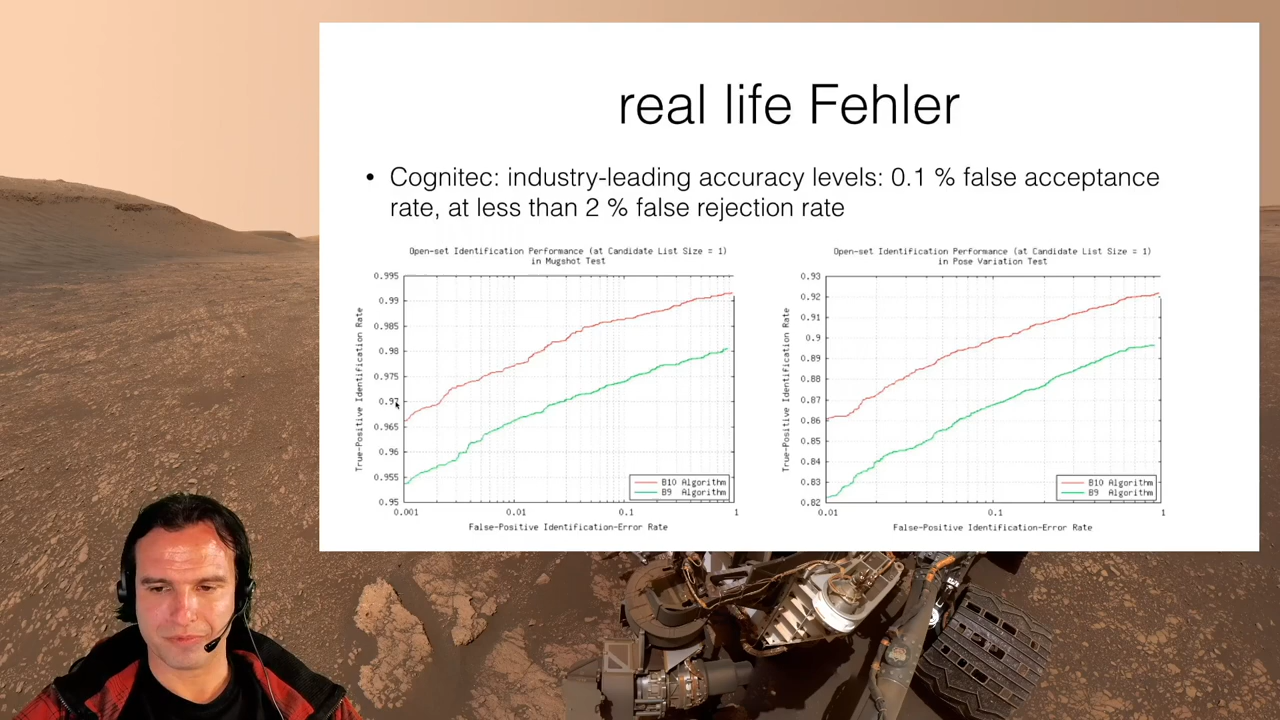 real life Fehler
• Cognitec: industry-leading accuracy levels: 0.1 % false acceptance
rate, at less than 2 % false rejection rate
Open-set Identification Performance (at Candidate List Size = 1)
in Mugshot Test
True-Positive Identification Rate
0.995
0.99
0.985
0.98
0.975
0.97
0.965
0.96
0.955
0.95
0.001
0.01
0.1
1
False-Positive Identification-Error Rate
B10 Algorithm
B9 Algorithm
Open-set Identification Performance (at Candidate List Size = 1)
in Pose Variation Test
True-Positive Identification Rate
0.93
0.92
0.91
0.9
0.89
0.88
0.87
0.86
0.85
0.84
0.83
0.82
0.01
0.1
1
False-Positive Identification-Error Rate
B10 Algorithm
B9 Algorithm